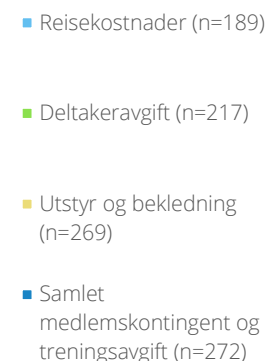 Reisekostnader (n=189)
Deltakeravgift (n=217)
Utstyr og bekledning
(n=269)
Samlet
medlemskontingent og
treningsavgift (n=272)